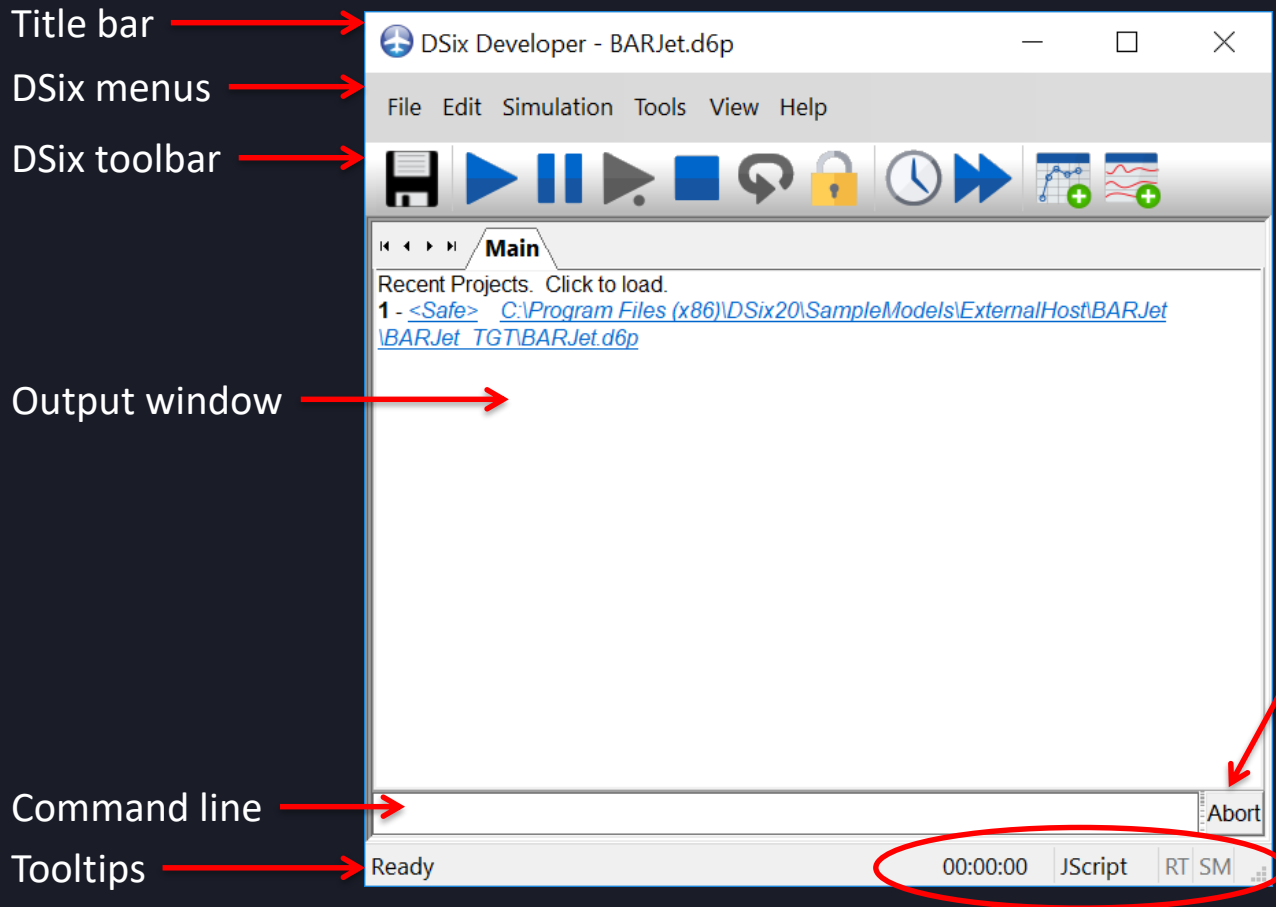 Title bar
DSix Developer - BARJet.d6p
DSix menus
File Edit Simulation Tools View Help
DSix toolbar
Main
Recent Projects. Click to load.
1 - <Safe> C:\Program Files (x86)\DSix20\SampleModels\ExternalHost\BARJet
\BARJet_TGT\BARJet.d6p
Output window
Command line
Abort
Tooltips
Ready 00:00:00 JScript RT SM